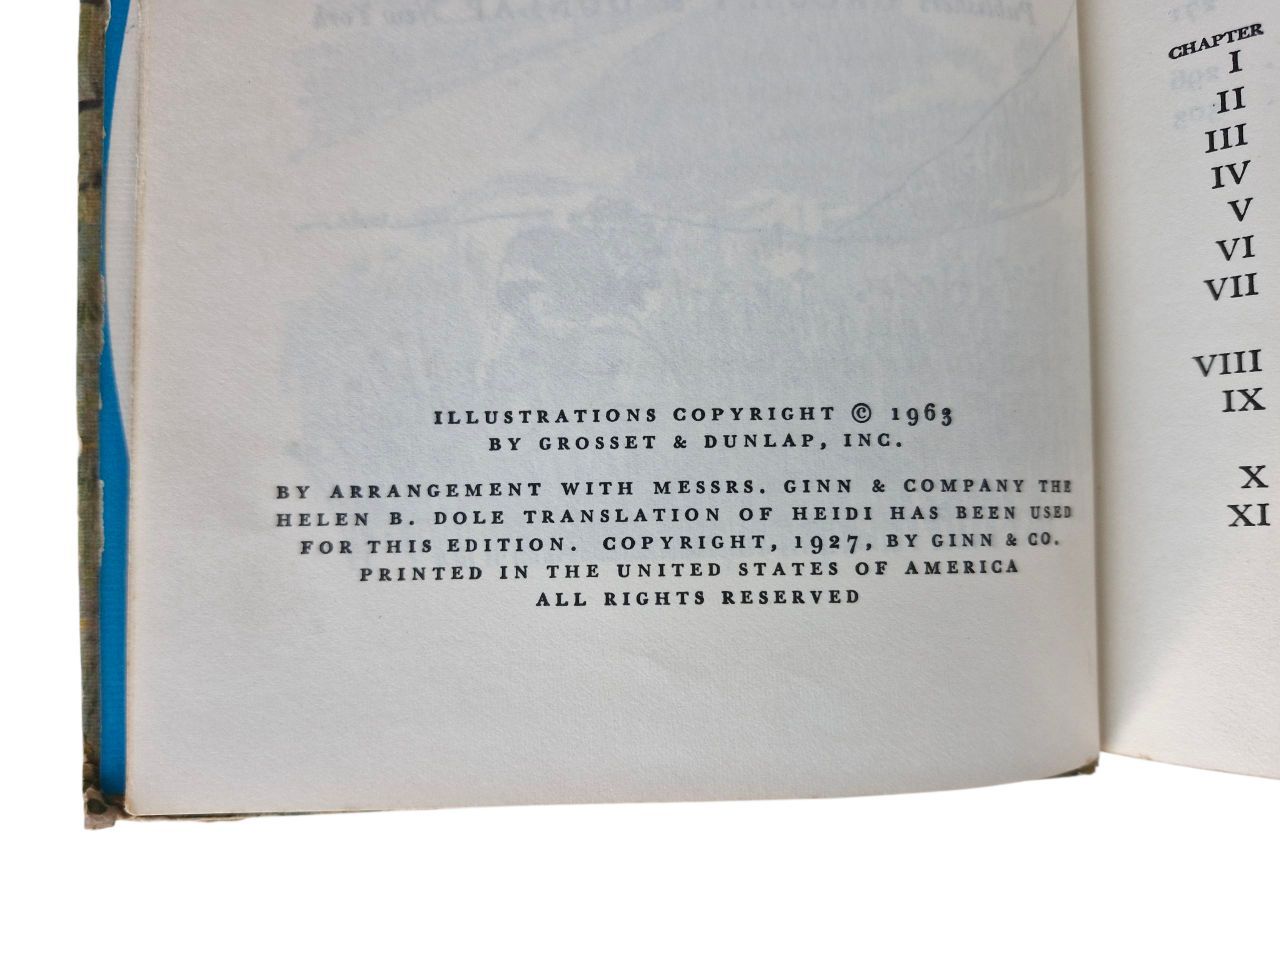 ILLUSTRATIONS COPYRIGHT © 1963
BY GROSSET & DUNLAP, INC.
BY ARRANGEMENT WITH MESSRS. GINN & COMPANY THE
HELEN B. DOLE TRANSLATION OF HEIDI HAS BEEN USED
FOR THIS EDITION. COPYRIGHT, 1927, BY GINN & CO.
PRINTED IN THE UNITED STATES OF AMERICA
ALL RIGHTS RESERVED
CHAPTER
I
II
III
IV
V
VI
VII
VIII
IX
X
XI